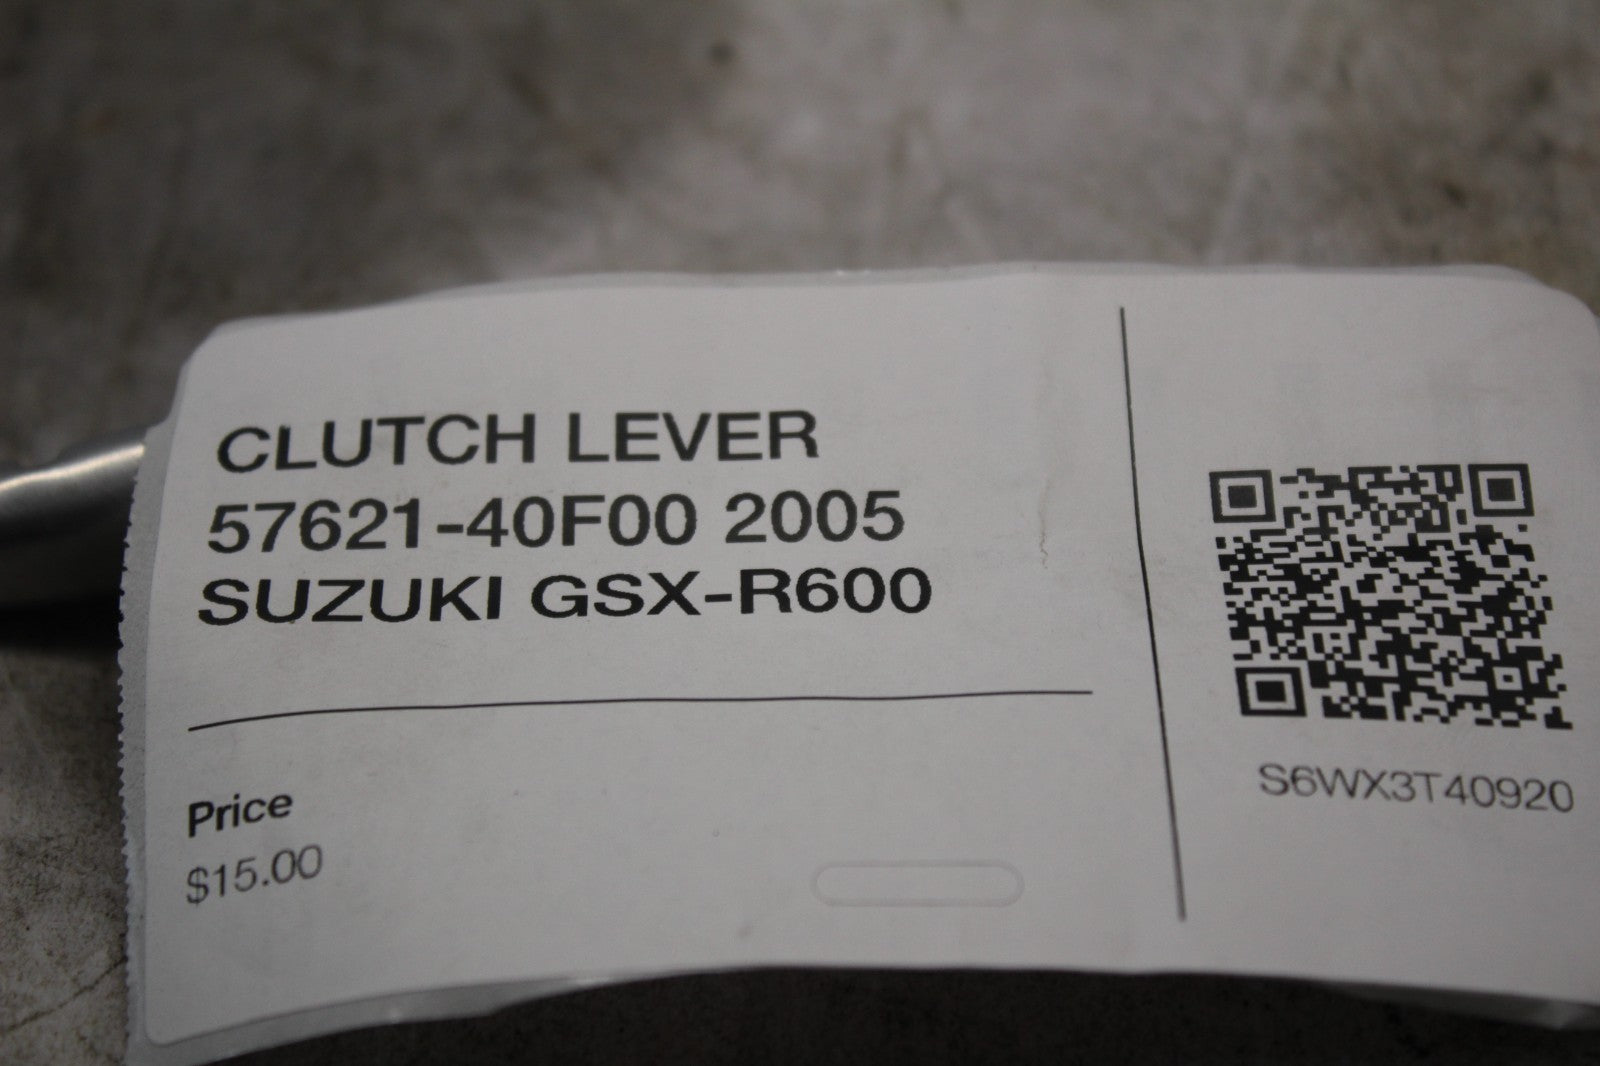 CLUTCH LEVER
57621-40F00 2005
SUZUKI GSX-R600
Price
$15.00
S6WX3T40920